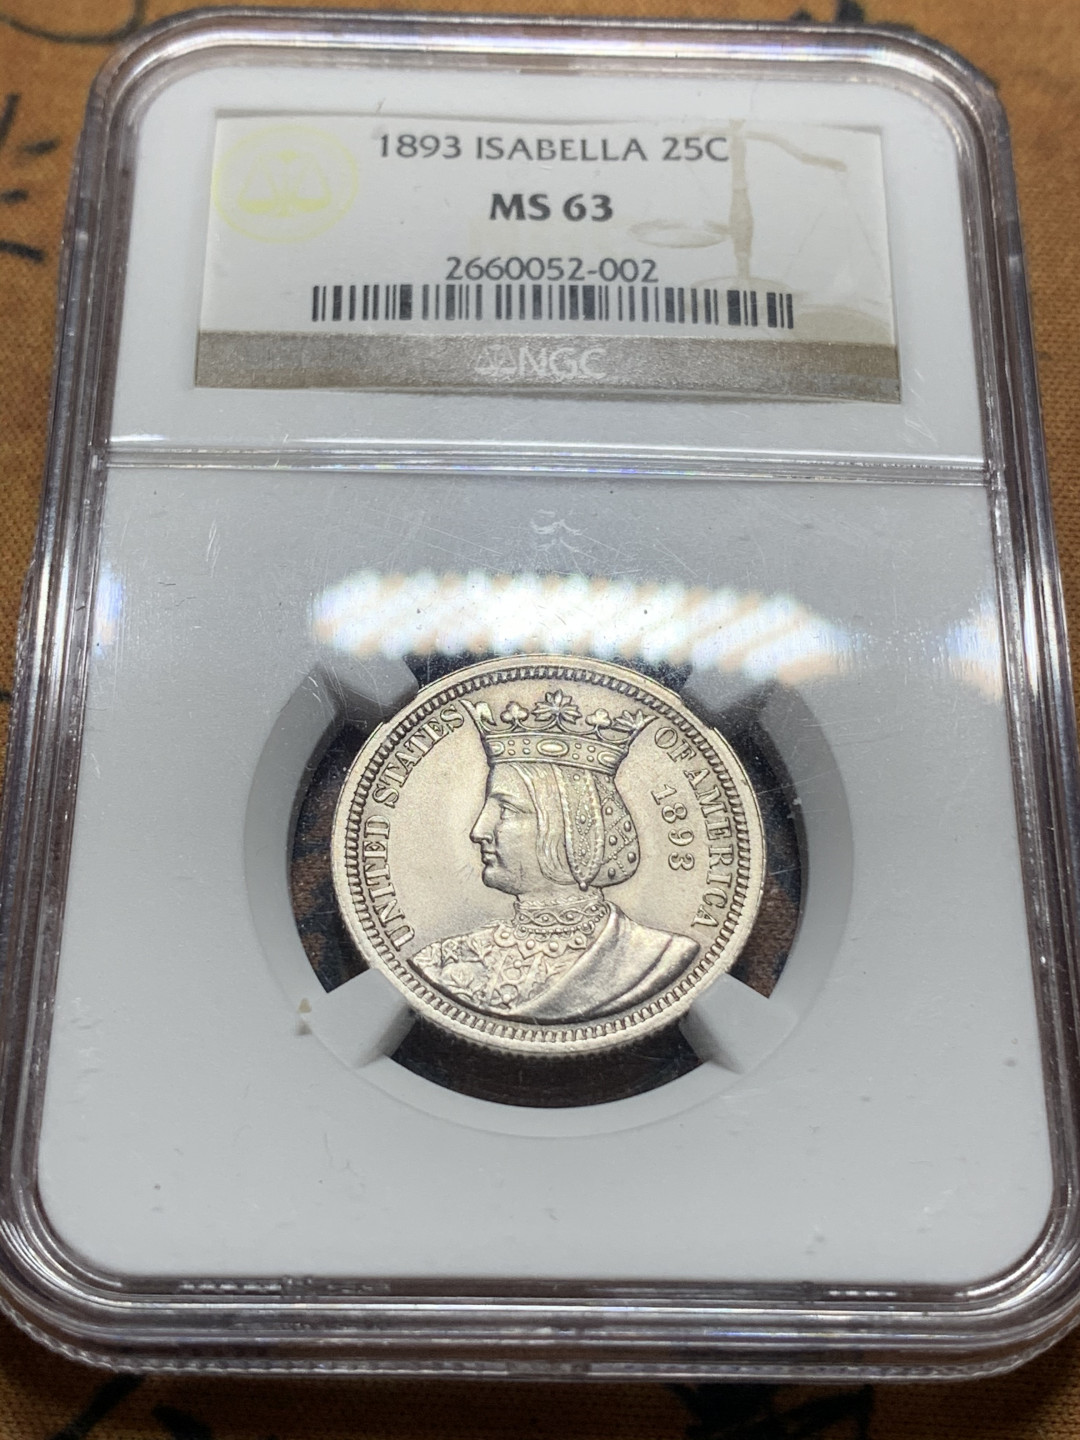 1893 ISABELLA 25C
MS 63
2660052-002
NGC
UNITED STATES OF AMERICA
1893